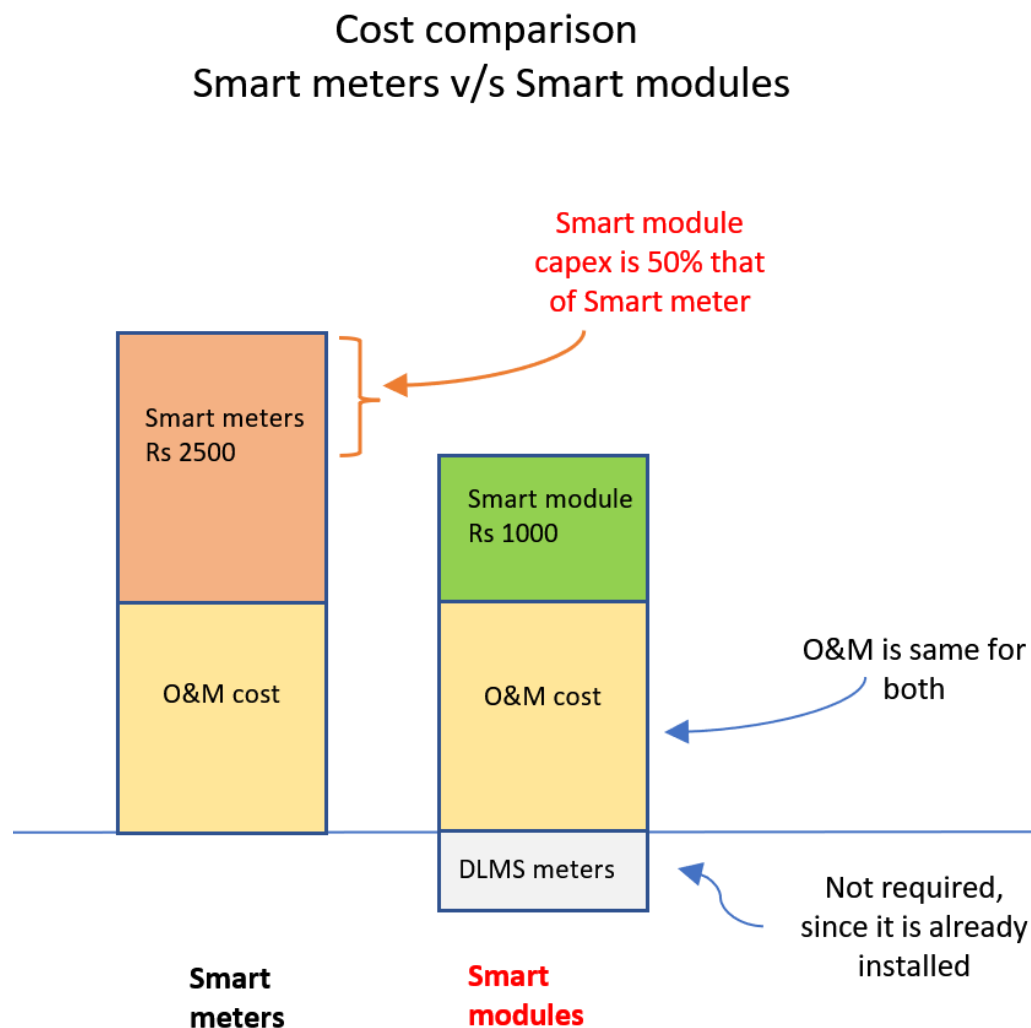 Cost comparison
Smart meters v/s Smart modules
Smart module
capex is 50% that
of Smart meter
Smart meters
Rs 2500
Smart module
Rs 1000
O&M cost
O&M cost
O&M is same for
both
DLMS meters
Not required,
since it is already
installed
Smart
meters
Smart
modules